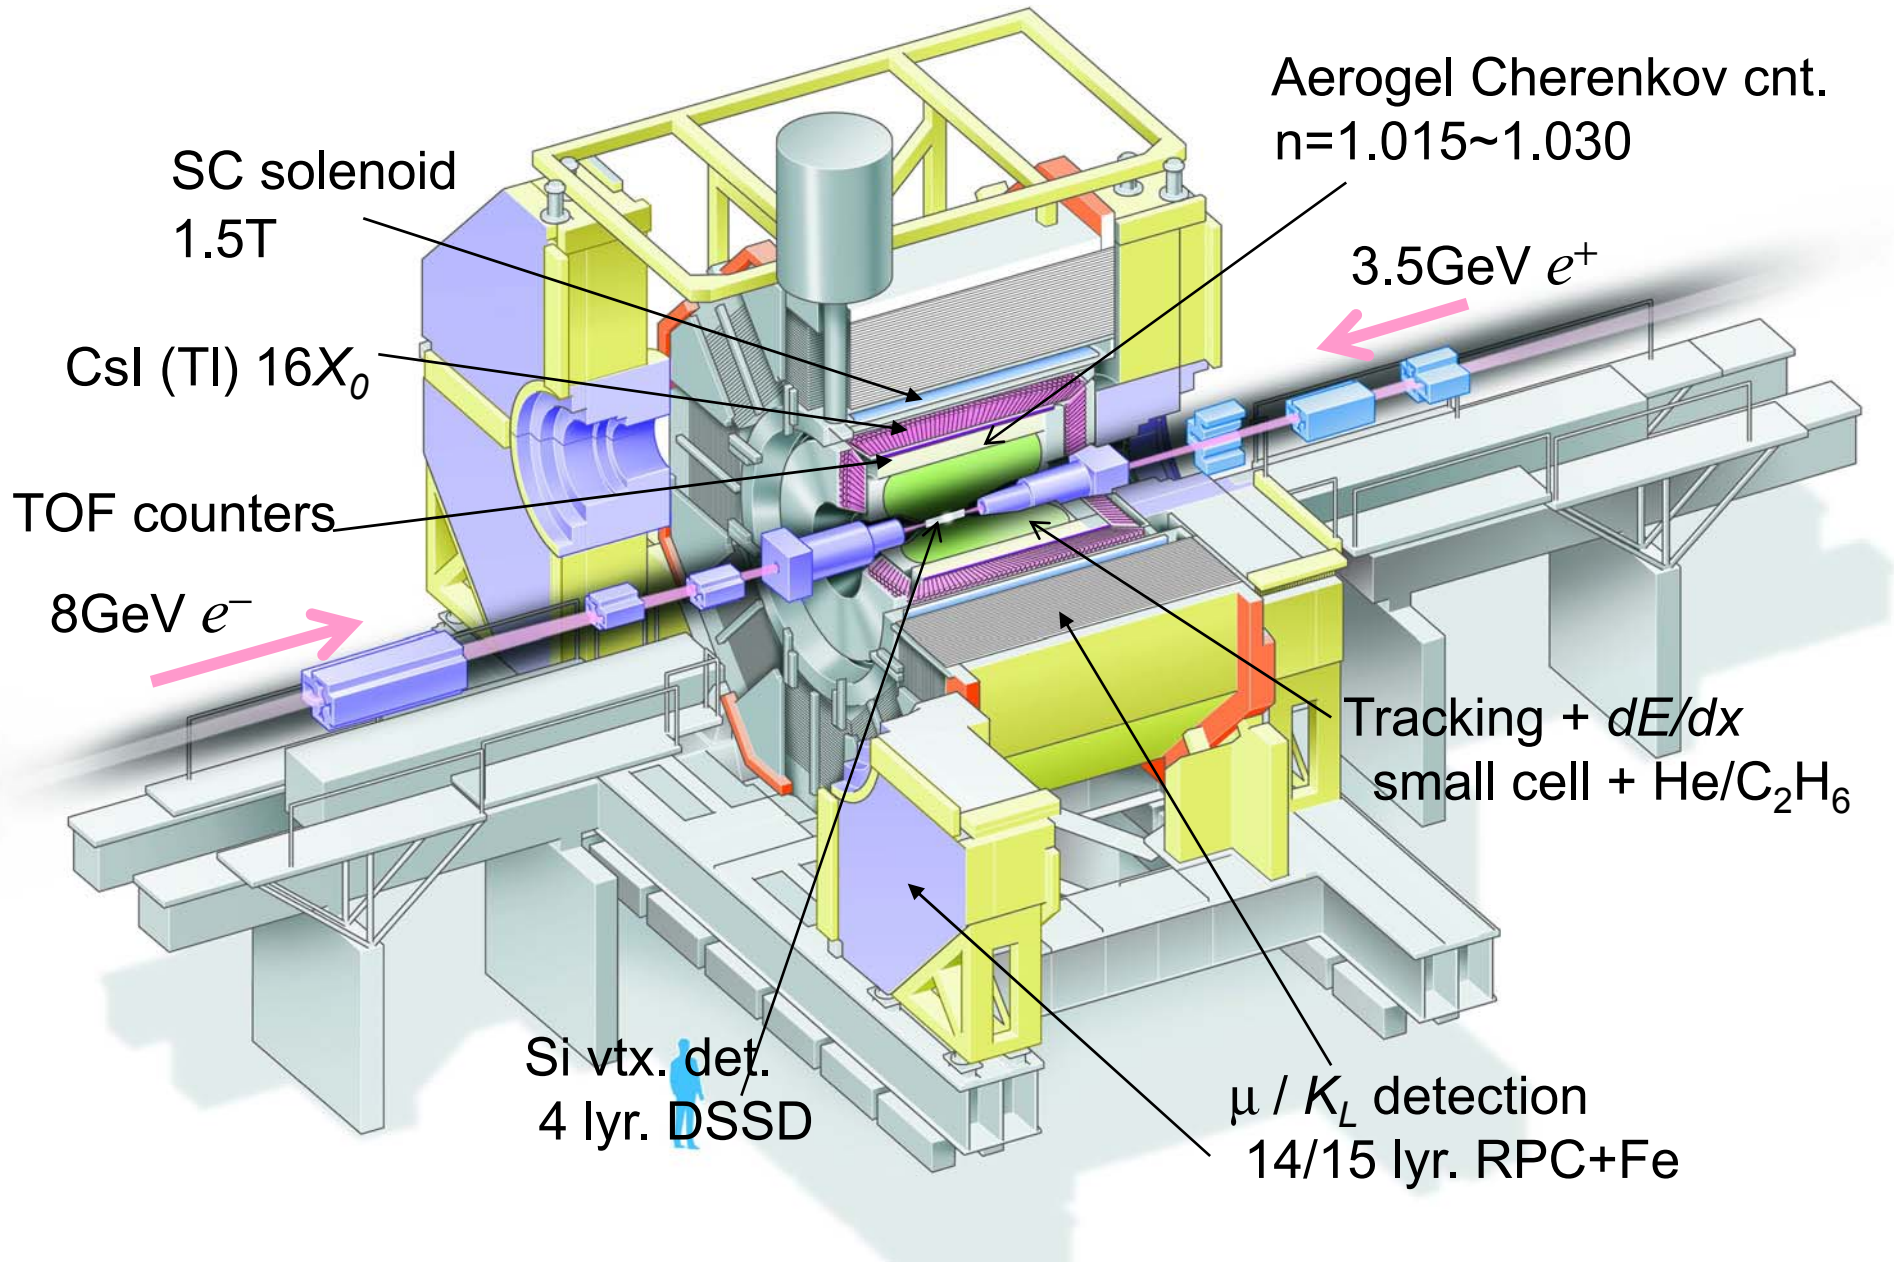 Aerogel Cherenkov cnt.
n=1.015~1.030
SC solenoid
1.5T
3.5GeV e⁺
CsI (Tl) 16X₀
TOF counters
8GeV e⁻
Tracking + dE/dx
small cell + He/C₂H₆
Si vtx. det.
4 lyr. DSSD
μ / K_L detection
14/15 lyr. RPC+Fe